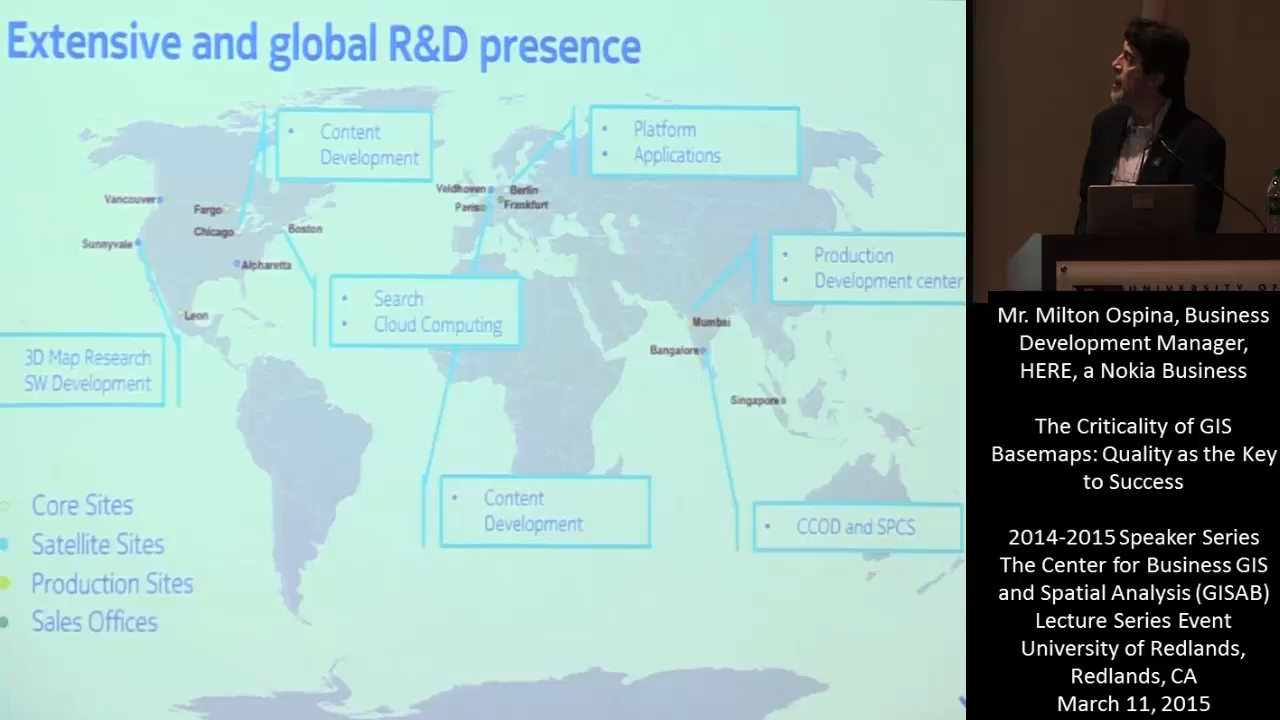 Extensive and global R&D presence
• Content
Development
• Platform
• Applications
Vancouver
Fargo
Chicago
Boston
Sunnyvale
Alpharetta
Leon
Veldhoven
Berlin
Paris
Frankfurt
• Production
• Development center
• Search
• Cloud Computing
Mumbai
Bangalore
Singapore
3D Map Research
SW Development
• Content
Development
• CCOD and SPCS
Core Sites
Satellite Sites
Production Sites
Sales Offices
UNIVERSITY OF
Mr. Milton Ospina, Business
Development Manager,
HERE, a Nokia Business
The Criticality of GIS
Basemaps: Quality as the Key
to Success
2014-2015 Speaker Series
The Center for Business GIS
and Spatial Analysis (GISAB)
Lecture Series Event
University of Redlands,
Redlands, CA
March 11, 2015